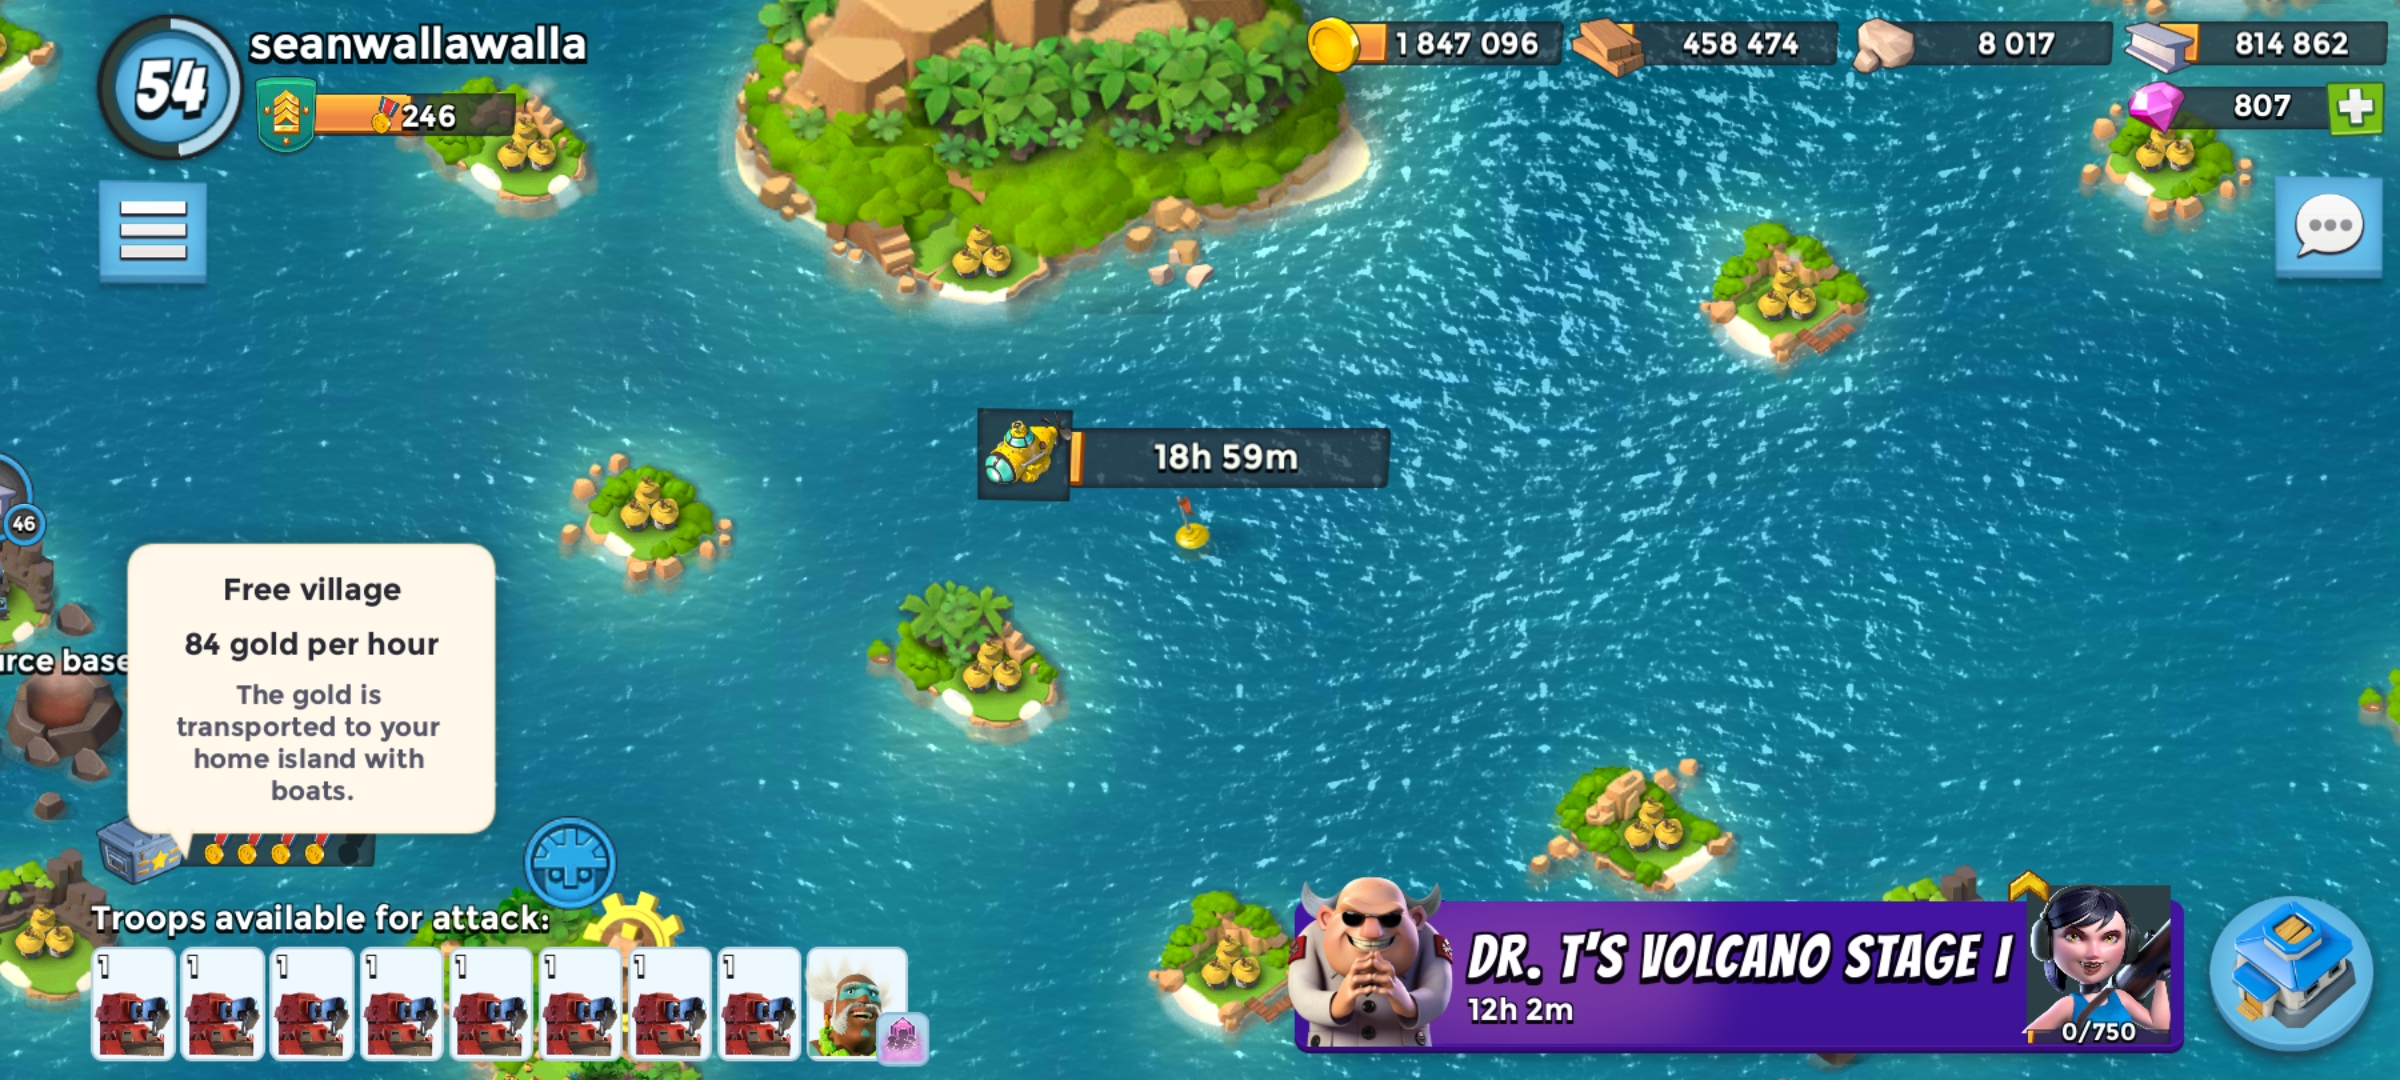 54
seanwallawalla
246
1 847 096
458 474
8 017
814 862
807
18h 59m
46
rce base
Free village
84 gold per hour
The gold is
transported to your
home island with
boats.
Troops available for attack:
1
1
1
1
1
1
1
1
DR. T'S VOLCANO STAGE I
12h 2m
0/750